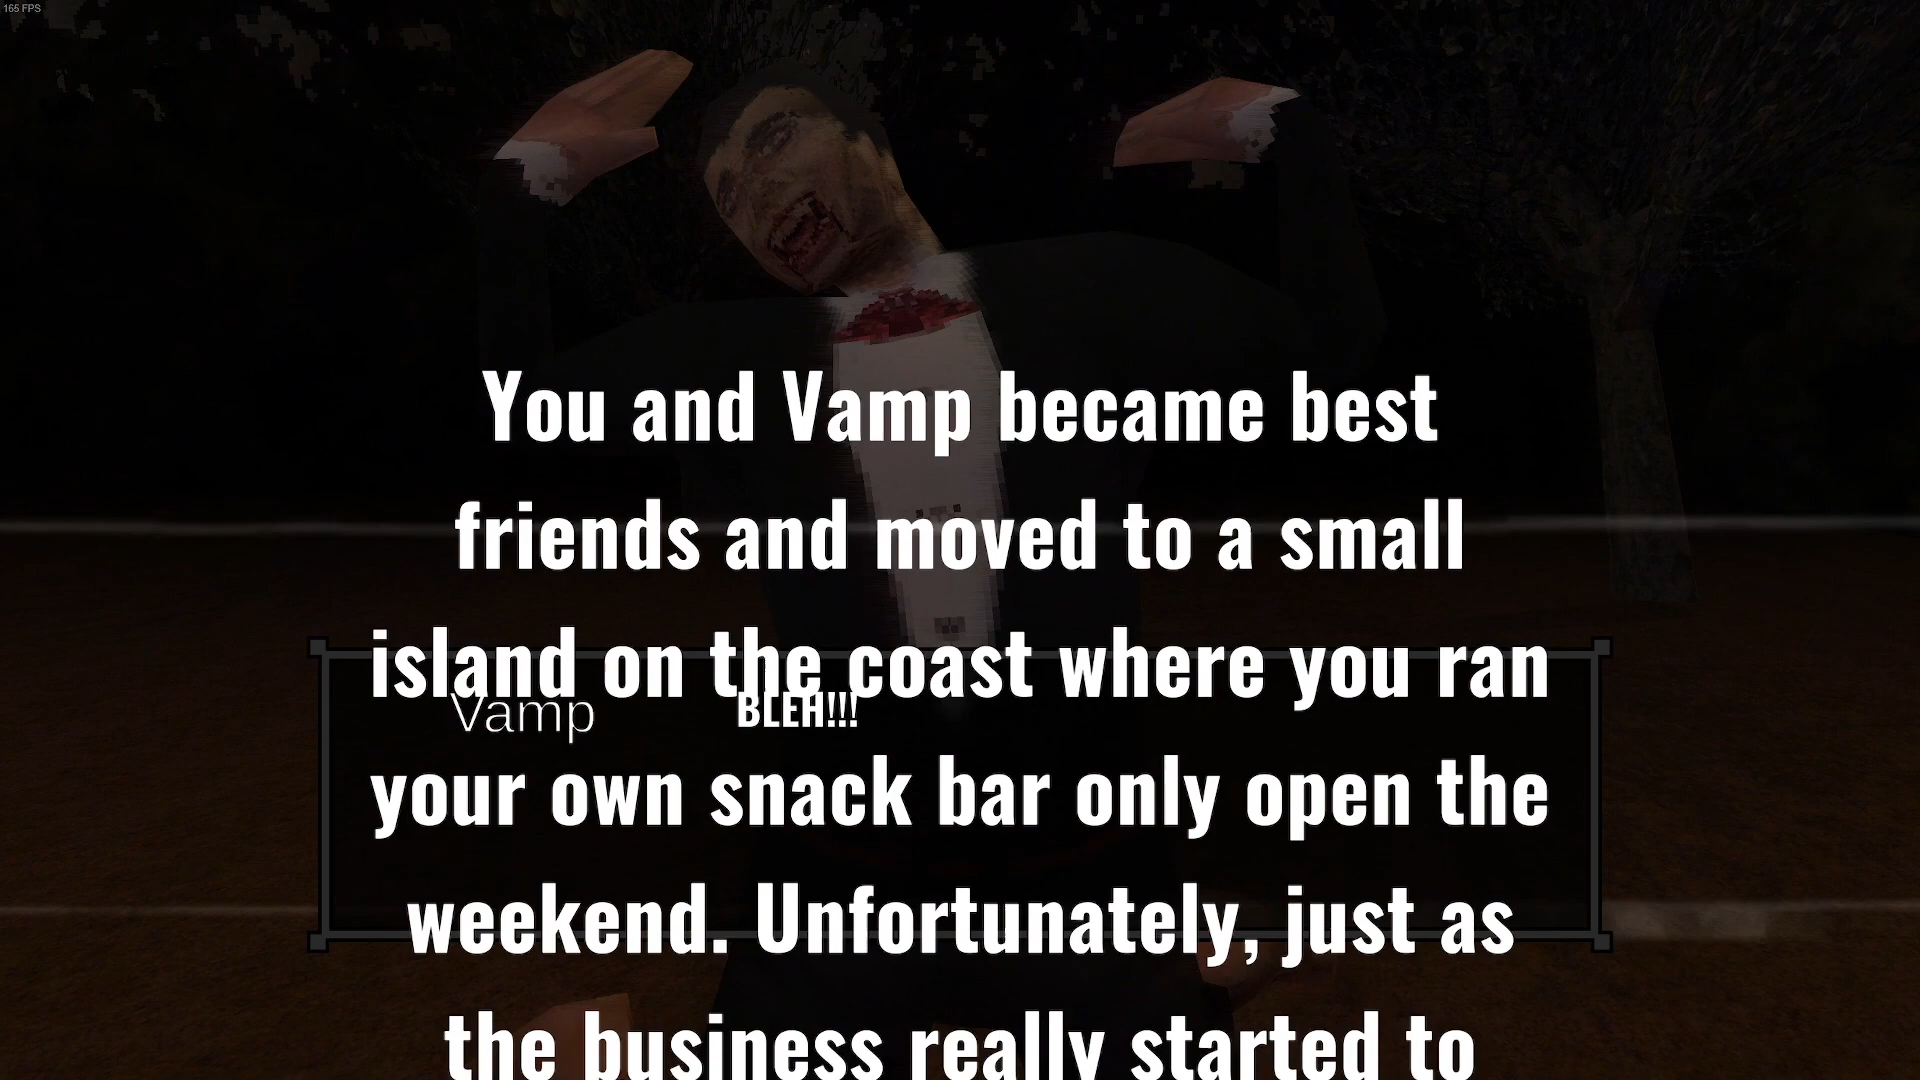 165 FPS
You and Vamp became best
friends and moved to a small
island on the coast where you ran
Vamp BLEH!!!
your own snack bar only open the
weekend. Unfortunately, just as
the business really started to